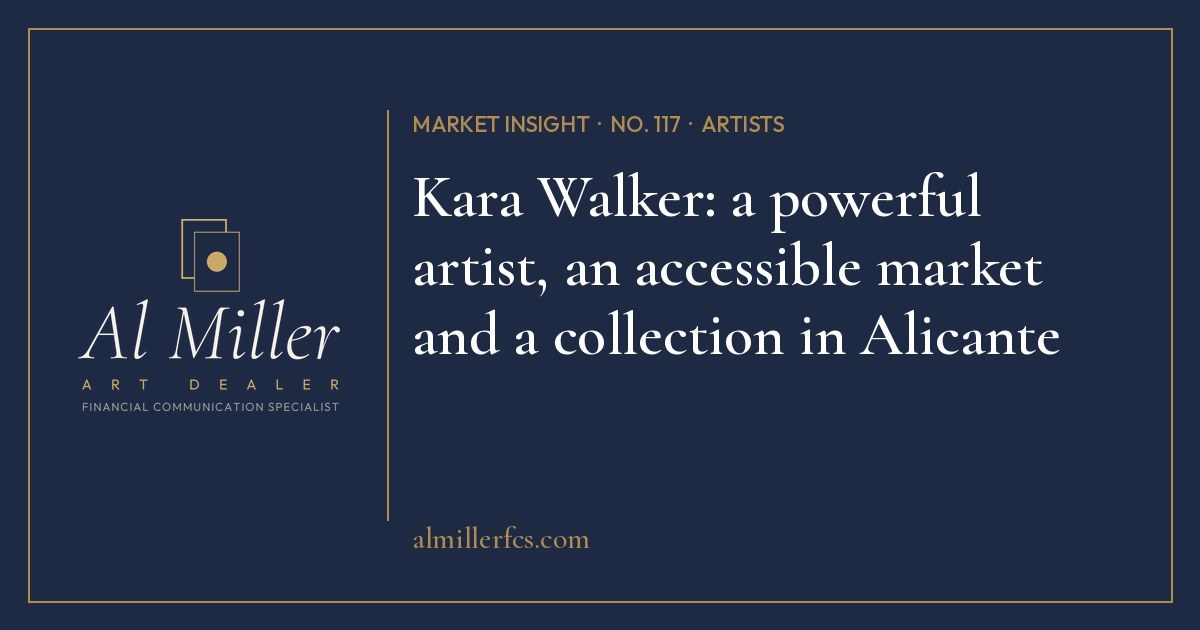 Al Miller
ART DEALER
FINANCIAL COMMUNICATION SPECIALIST
MARKET INSIGHT · NO. 117 · ARTISTS
Kara Walker: a powerful
artist, an accessible market
and a collection in Alicante
almillerfcs.com